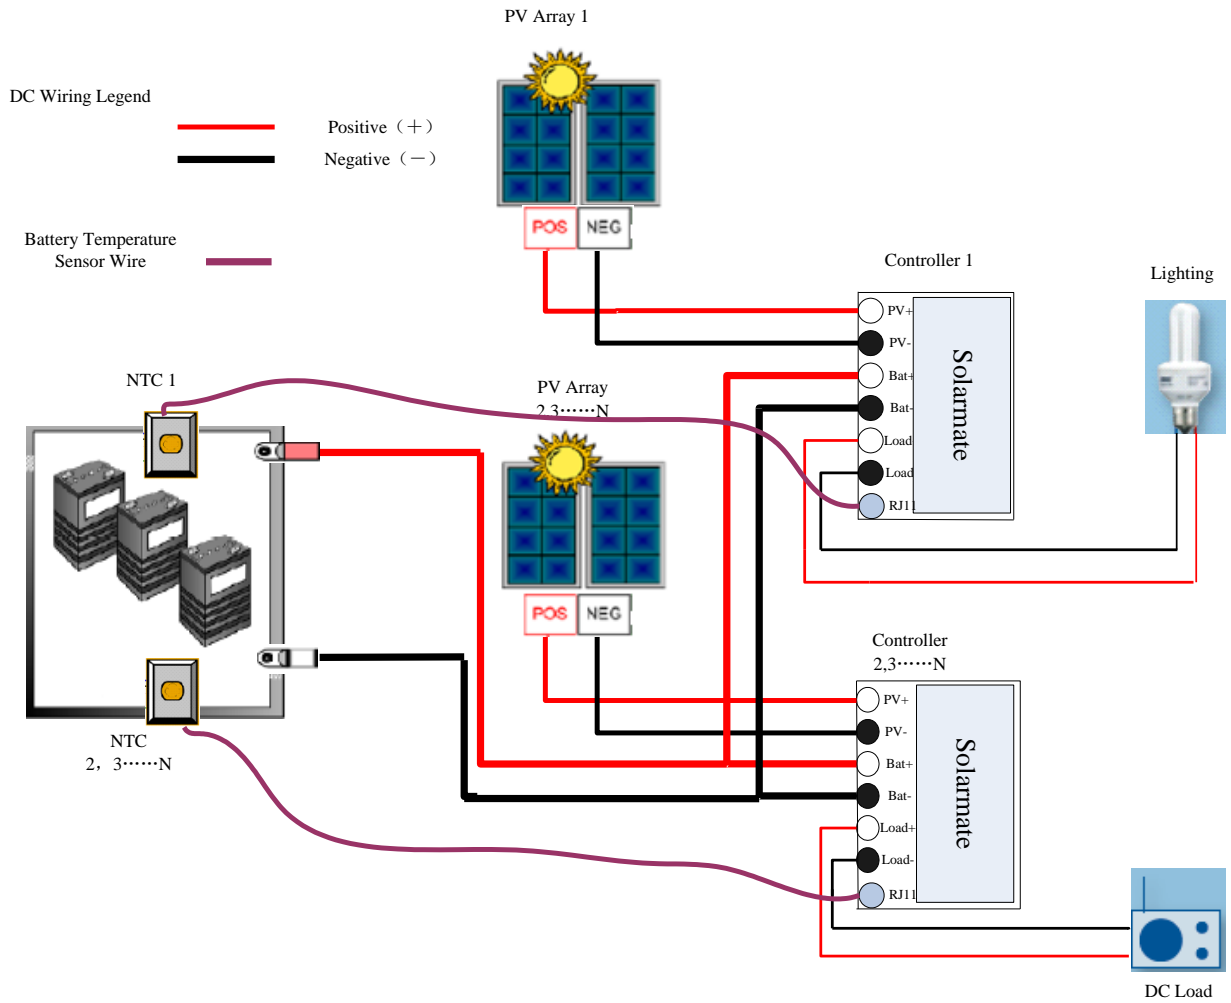 PV Array 1
DC Wiring Legend
Positive（＋）
Negative（－）
POS NEG
Battery Temperature
Sensor Wire
Controller 1
Lighting
PV+
PV-
Bat+
Bat-
Load
Load
RJ11
Solarmate
NTC 1
PV Array
2,3……N
POS NEG
Controller
2,3……N
PV+
PV-
Bat+
Bat-
Load+
Load-
RJ11
Solarmate
NTC
2，3……N
DC Load